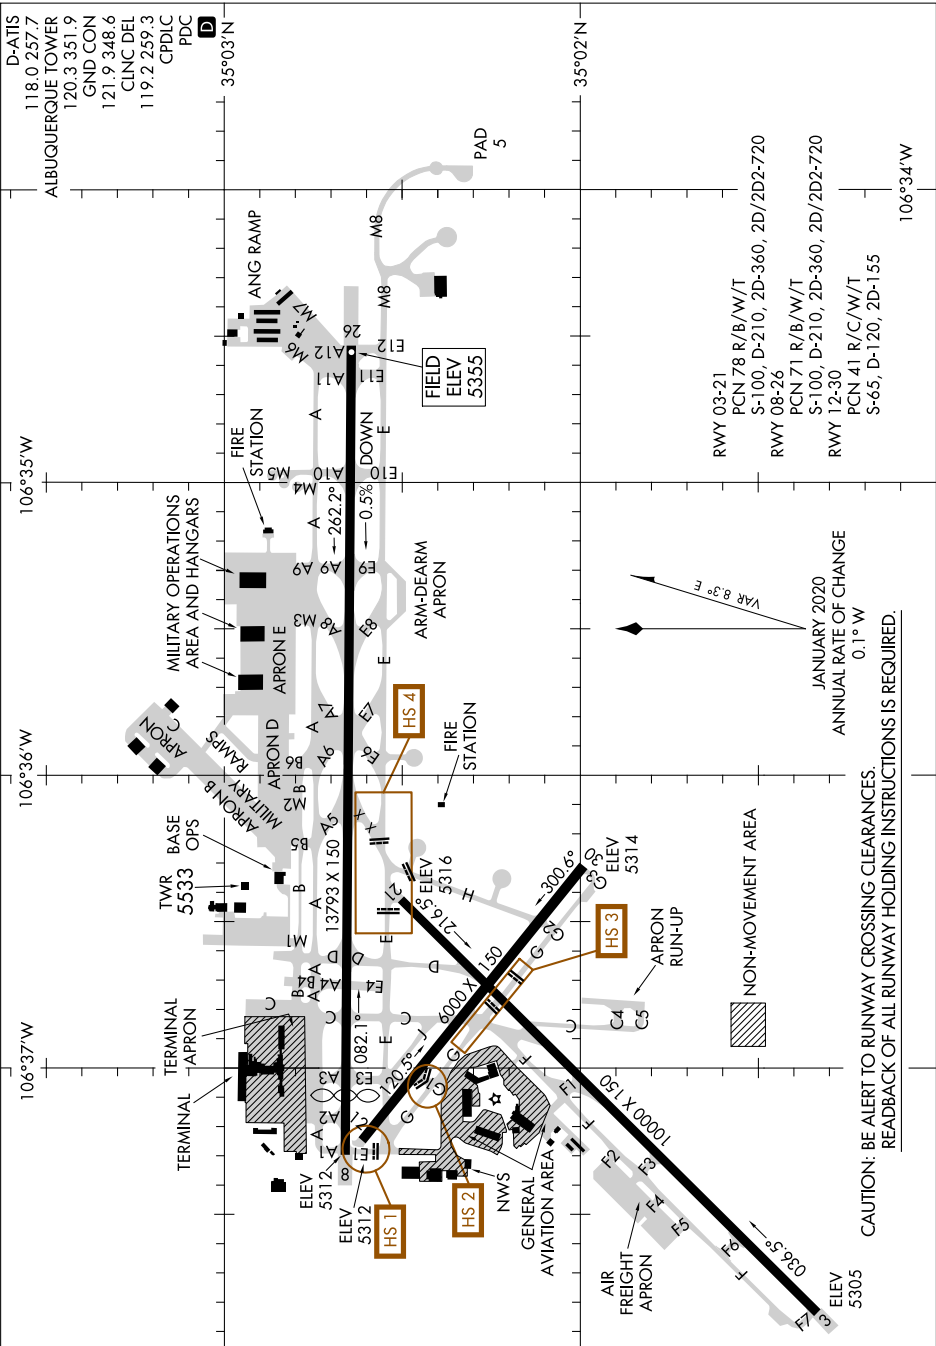 D-ATIS
118.0 257.7
ALBUQUERQUE TOWER
120.3 351.9
GND CON
121.9 348.6
CLNC DEL
119.2 259.3
CPDLC
PDC
D
35°03'N
35°02'N
106°34'W
106°35'W
106°36'W
106°37'W
PAD
5
M8
M8
ANG RAMP
M7
M6
26
A12
E12
A11
E11
FIELD
ELEV
5355
A
E
FIRE
STATION
M5
M4
A10
E10
A
262.2°
0.5% DOWN
MILITARY OPERATIONS
AREA AND HANGARS
A9
A9
E9
M3
A8
E8
ARM-DEARM
APRON
APRON E
E
APRON
C
A7
A
E7
HS 4
APRON D
B6
A6
E6
MILITARY
RAMPS
APRON B
B
M2
FIRE
STATION
X
X
A5
B5
BASE
OPS
TWR
5533
B
A
13793 X 150
21
ELEV
5316
H
216.5°
300.6°
30
ELEV
5314
G3
G2
G
HS 3
M1
E
D
D
D
A
B4
A4
E4
B
A
C
C
C
C
082.1°
6000 X 150
APRON
RUN-UP
C4
C5
TERMINAL
APRON
TERMINAL
E
J
G
A3
E3
120.5°
G1
A2
12
G
A
A1
E1
8
ELEV
5312
ELEV
5312
HS 1
HS 2
NWS
GENERAL
AVIATION AREA
F
F1
F
10000 X 150
F2
F3
F4
F5
F6
F
AIR
FREIGHT
APRON
036.5°
F7
3
ELEV
5305
RWY 03-21
PCN 78 R/B/W/T
S-100, D-210, 2D-360, 2D/2D2-720
RWY 08-26
PCN 71 R/B/W/T
S-100, D-210, 2D-360, 2D/2D2-720
RWY 12-30
PCN 41 R/C/W/T
S-65, D-120, 2D-155
VAR 8.3° E
JANUARY 2020
ANNUAL RATE OF CHANGE
0.1° W
NON-MOVEMENT AREA
CAUTION: BE ALERT TO RUNWAY CROSSING CLEARANCES.
READBACK OF ALL RUNWAY HOLDING INSTRUCTIONS IS REQUIRED.